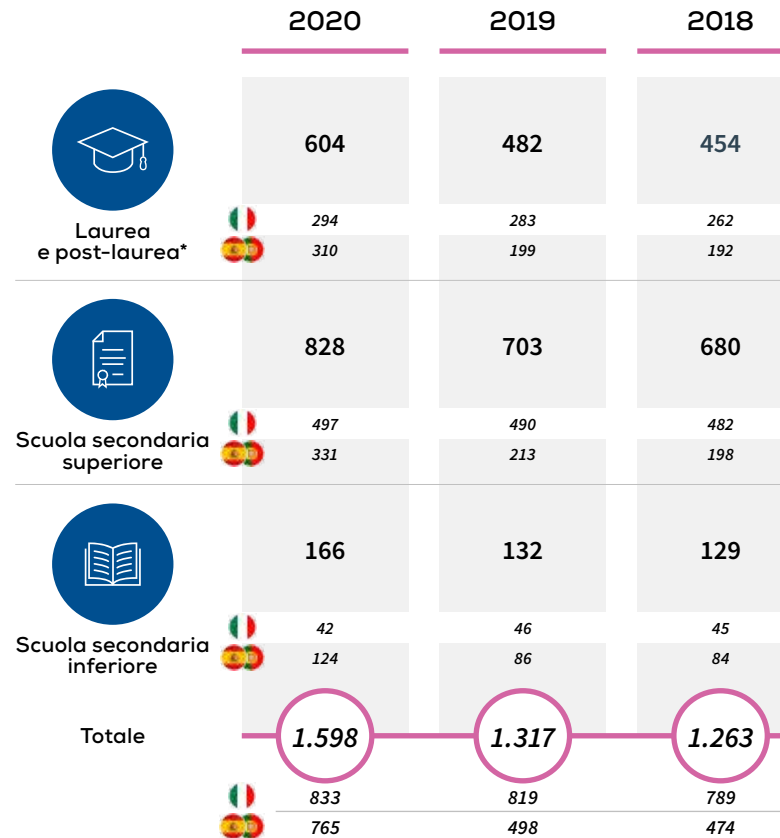 2020 2019 2018
604 482 454
Laurea
e post-laurea*
294 283 262
310 199 192
828 703 680
Scuola secondaria
superiore
497 490 482
331 213 198
166 132 129
Scuola secondaria
inferiore
42 46 45
124 86 84
Totale 1.598 1.317 1.263
833 819 789
765 498 474